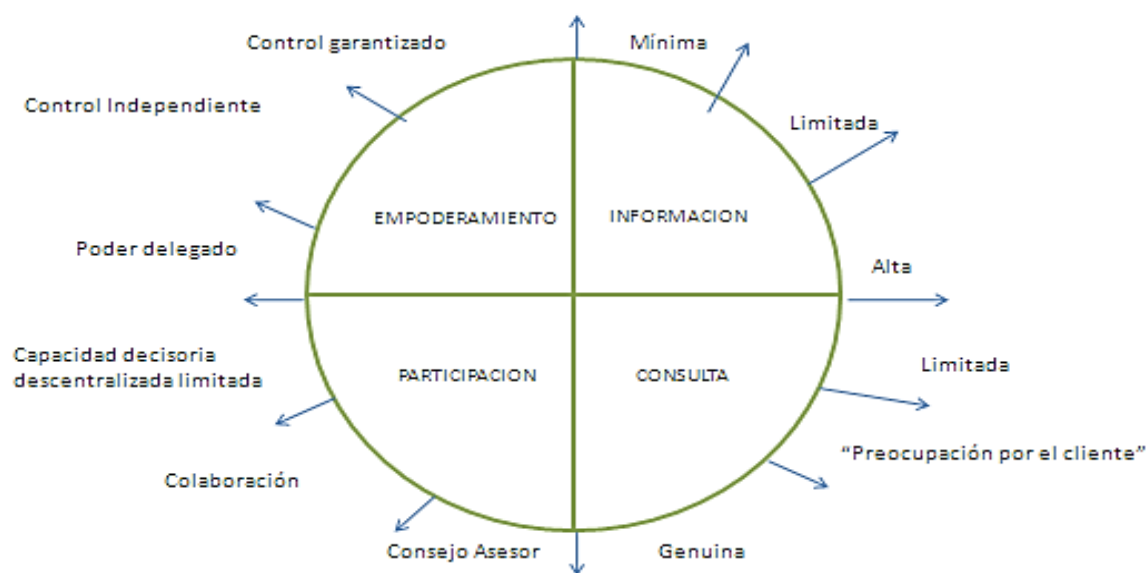 Control garantizado
Mínima
Control Independiente
Limitada
EMPODERAMIENTO
INFORMACION
Poder delegado
Alta
Capacidad decisoria
descentralizada limitada
PARTICIPACION
CONSULTA
Limitada
“Preocupación por el cliente”
Colaboración
Consejo Asesor
Genuina